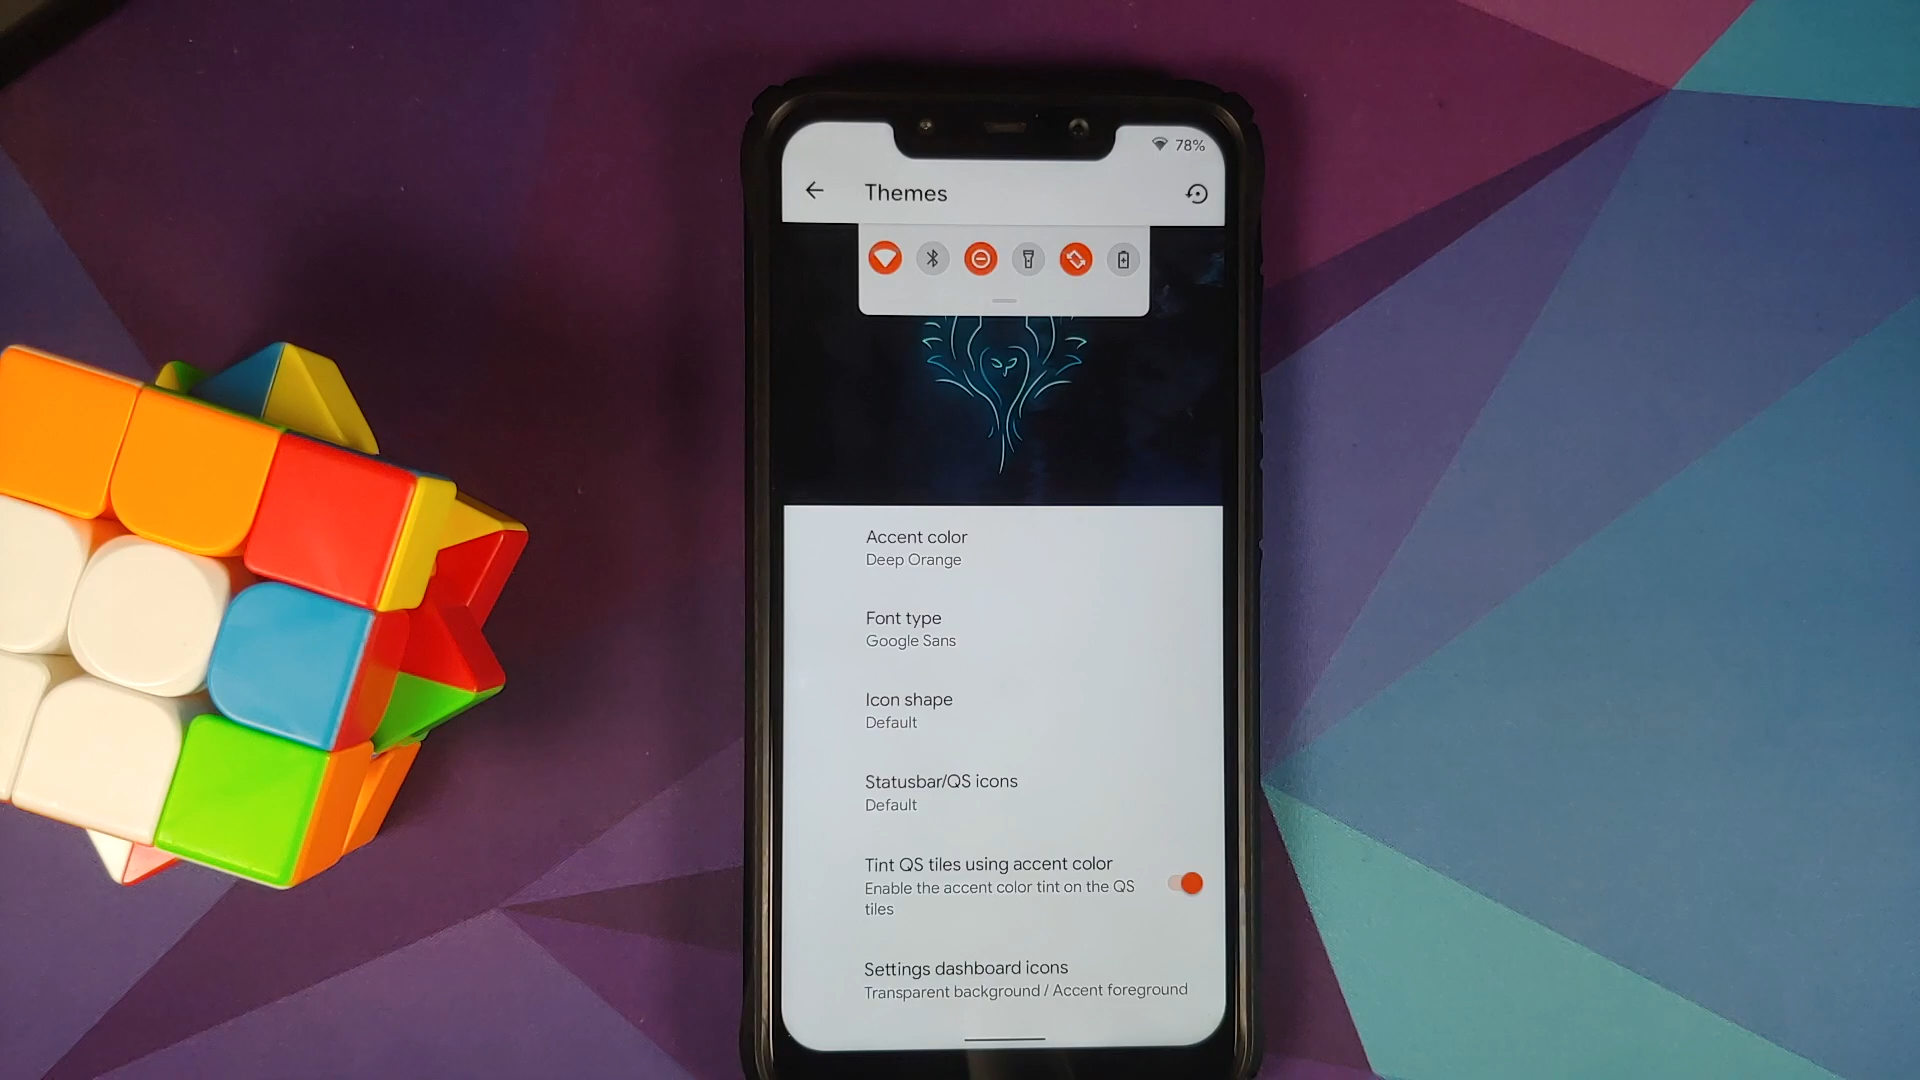 78%
Themes
Accent color
Deep Orange
Font type
Google Sans
Icon shape
Default
Statusbar/QS icons
Default
Tint QS tiles using accent color
Enable the accent color tint on the QS
tiles
Settings dashboard icons
Transparent background / Accent foreground